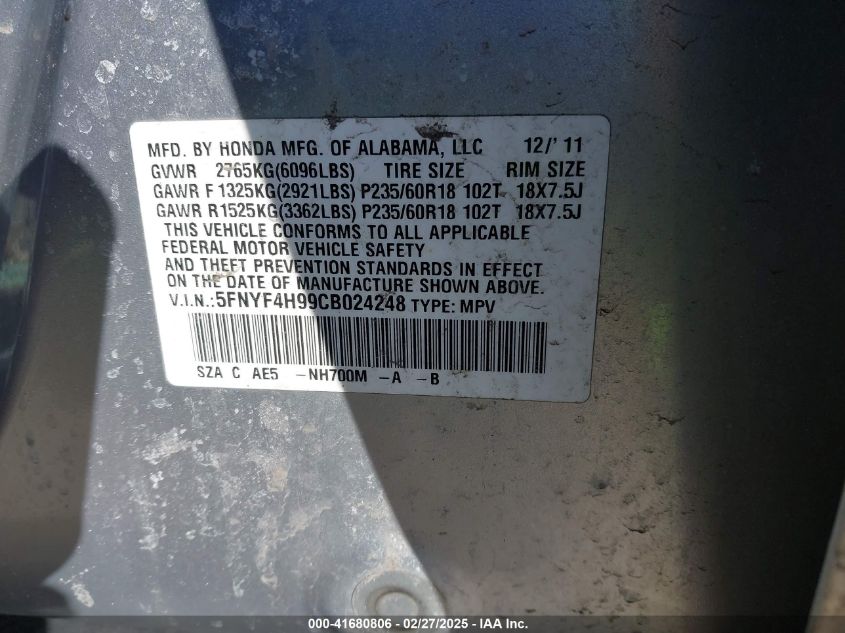 MFD. BY HONDA MFG. OF ALABAMA, LLC 12/'11
GVWR 2765KG(6096LBS) TIRE SIZE RIM SIZE
GAWR F 1325KG(2921LBS) P235/60R18 102T 18X7.5J
GAWR R1525KG(3362LBS) P235/60R18 102T 18X7.5J
THIS VEHICLE CONFORMS TO ALL APPLICABLE
FEDERAL MOTOR VEHICLE SAFETY
AND THEFT PREVENTION STANDARDS IN EFFECT
ON THE DATE OF MANUFACTURE SHOWN ABOVE.
V.I.N.:5FNYF4H99CB024248 TYPE: MPV
SZA C AE5 -NH700M -A -B
000-41680806 - 02/27/2025 - IAA, Inc.